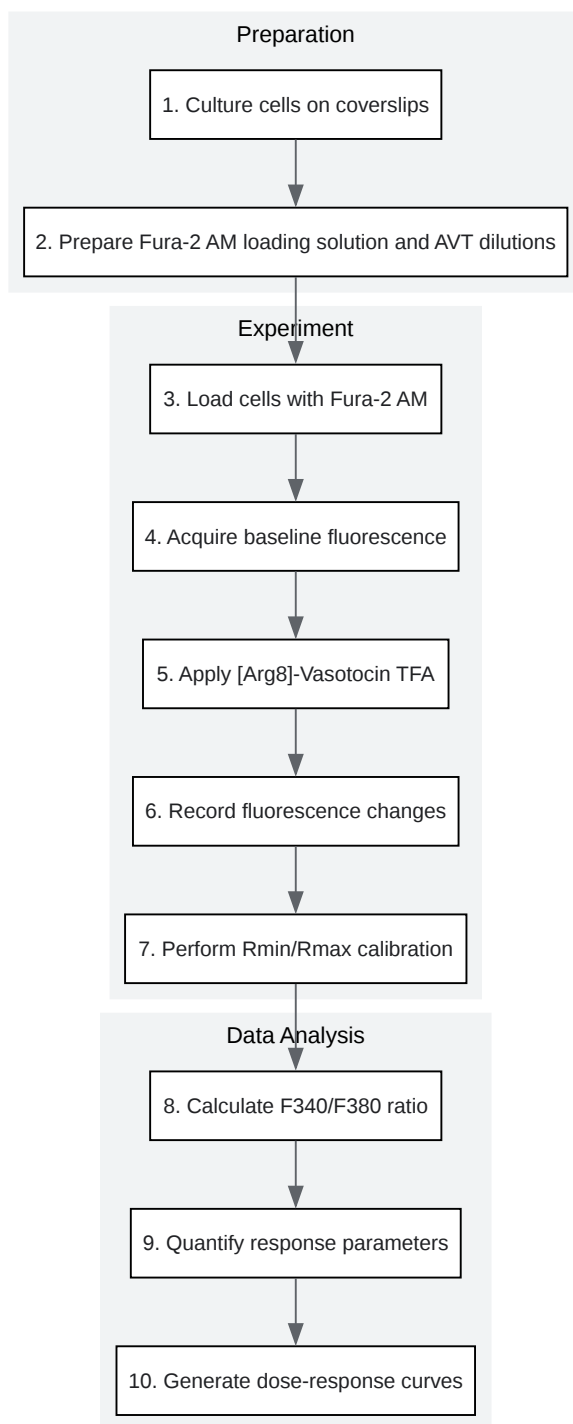 Preparation
1. Culture cells on coverslips
2. Prepare Fura-2 AM loading solution and AVT dilutions
Experiment
3. Load cells with Fura-2 AM
4. Acquire baseline fluorescence
5. Apply [Arg8]-Vasotocin TFA
6. Record fluorescence changes
7. Perform Rmin/Rmax calibration
Data Analysis
8. Calculate F340/F380 ratio
9. Quantify response parameters
10. Generate dose-response curves